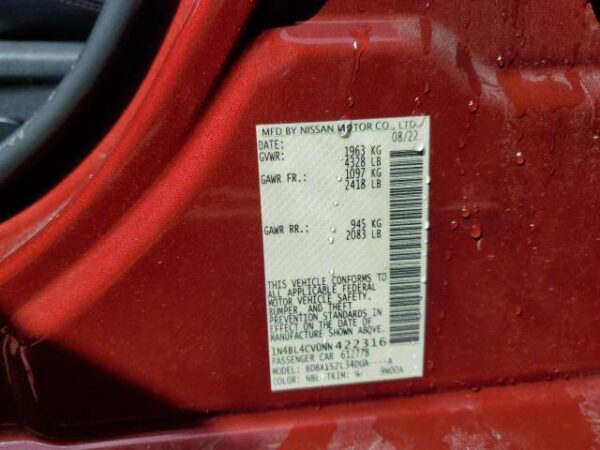 MFD BY NISSAN MOTOR CO., LTD.
DATE: 08/22
GVWR: 1963 KG
4328 LB
GAWR FR.: 1097 KG
2418 LB
GAWR RR.: 945 KG
2083 LB
THIS VEHICLE CONFORMS TO
ALL APPLICABLE FEDERAL
MOTOR VEHICLE SAFETY,
BUMPER, AND THEFT
PREVENTION STANDARDS IN
EFFECT ON THE DATE OF
MANUFACTURE SHOWN ABOVE.
1N4BL4CV0NN422316
PASSENGER CAR 61277B
MODEL: BDBALS2L34DUA----A
COLOR: NBL TRIM: 9N00A